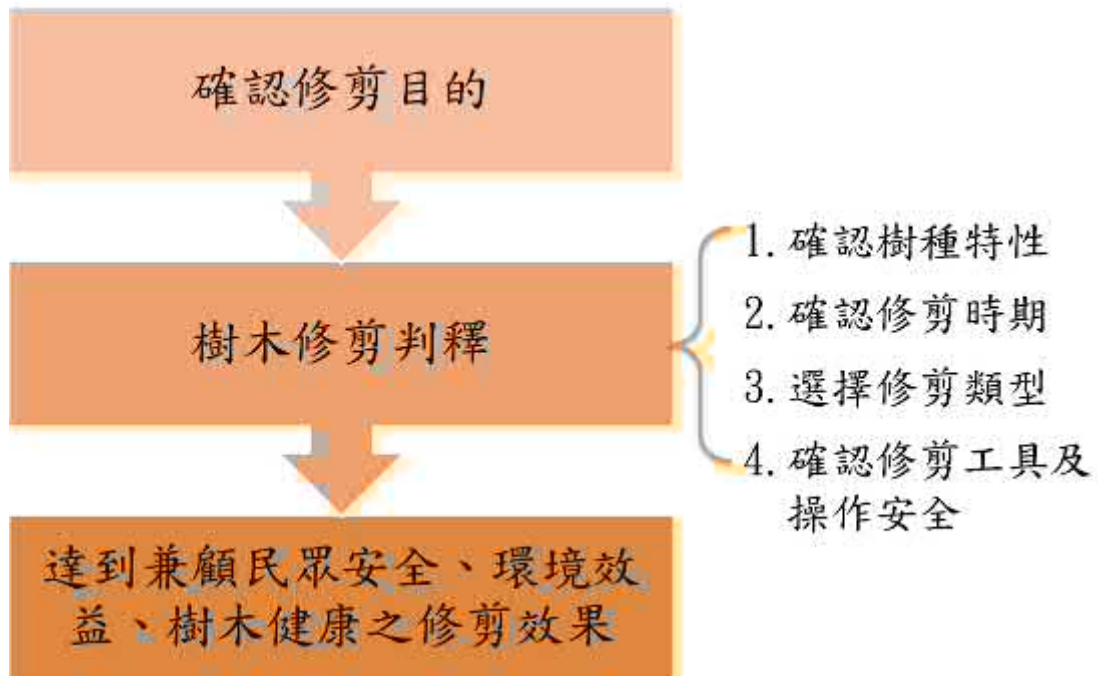 確認修剪目的
樹木修剪判釋
1.確認樹種特性
2.確認修剪時期
3.選擇修剪類型
4.確認修剪工具及
操作安全
達到兼顧民眾安全、環境效
益、樹木健康之修剪效果